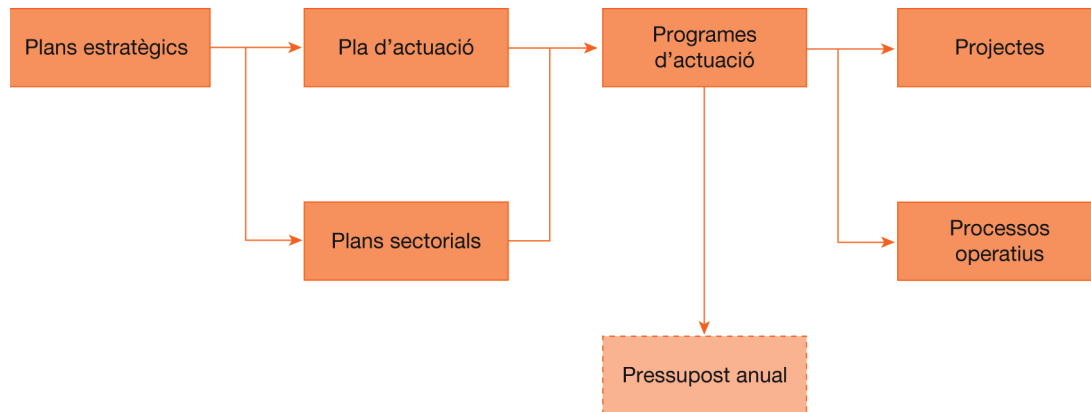 Plans estratègics
Pla d’actuació
Programes
d’actuació
Projectes
Plans sectorials
Processos
operatius
Pressupost anual